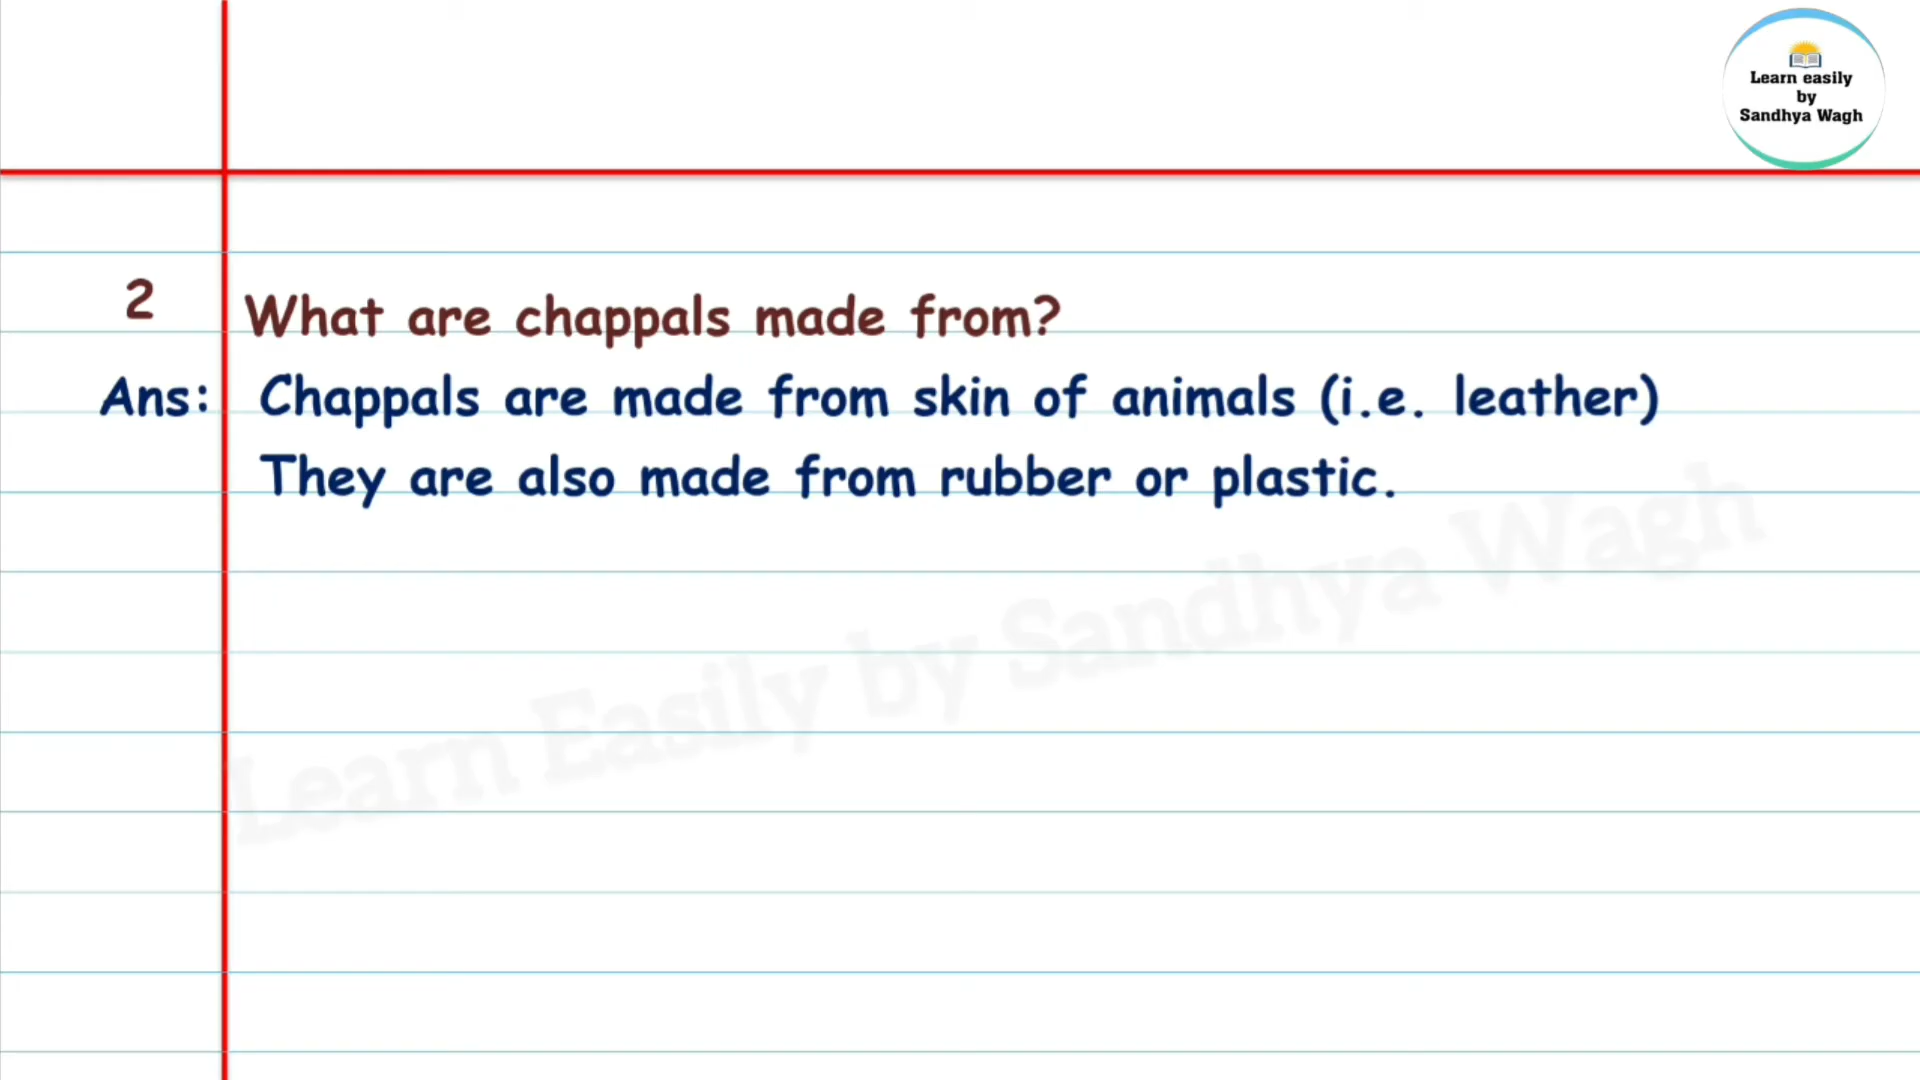 Learn easily
by
Sandhya Wagh
2 What are chappals made from?
Ans: Chappals are made from skin of animals (i.e. leather)
They are also made from rubber or plastic.
Learn Easily by Sandhya Wagh